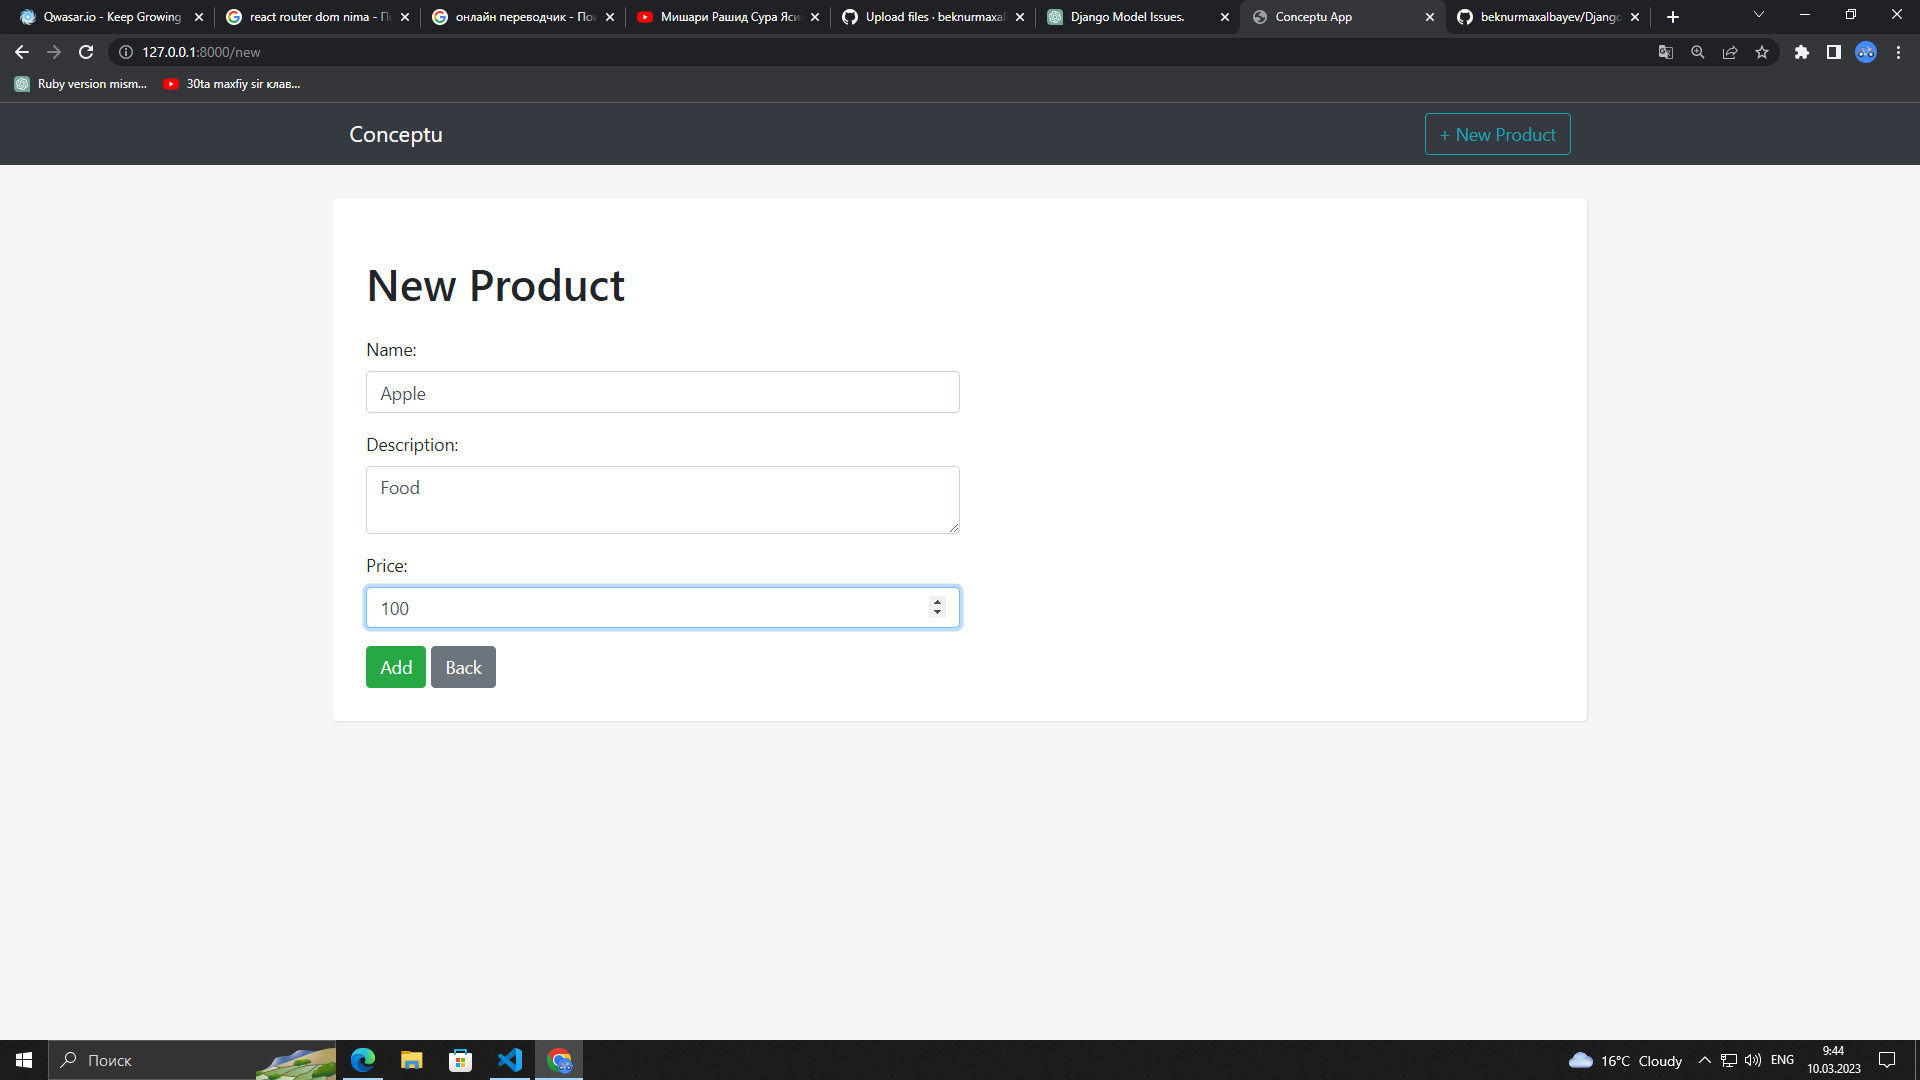 Qwasar.io - Keep Growing
react router dom nima - По
онлайн переводчик - Пои
Мишари Рашид Сура Яси
Upload files · beknurmaxal
Django Model Issues.
Conceptu App
beknurmaxalbayev/Django
127.0.0.1:8000/new
Ruby version mism...
30ta maxfiy sir клав...
Conceptu
+ New Product
New Product
Name:
Apple
Description:
Food
Price:
100
Add Back
Поиск
16°C Cloudy
ENG
9:44
10.03.2023